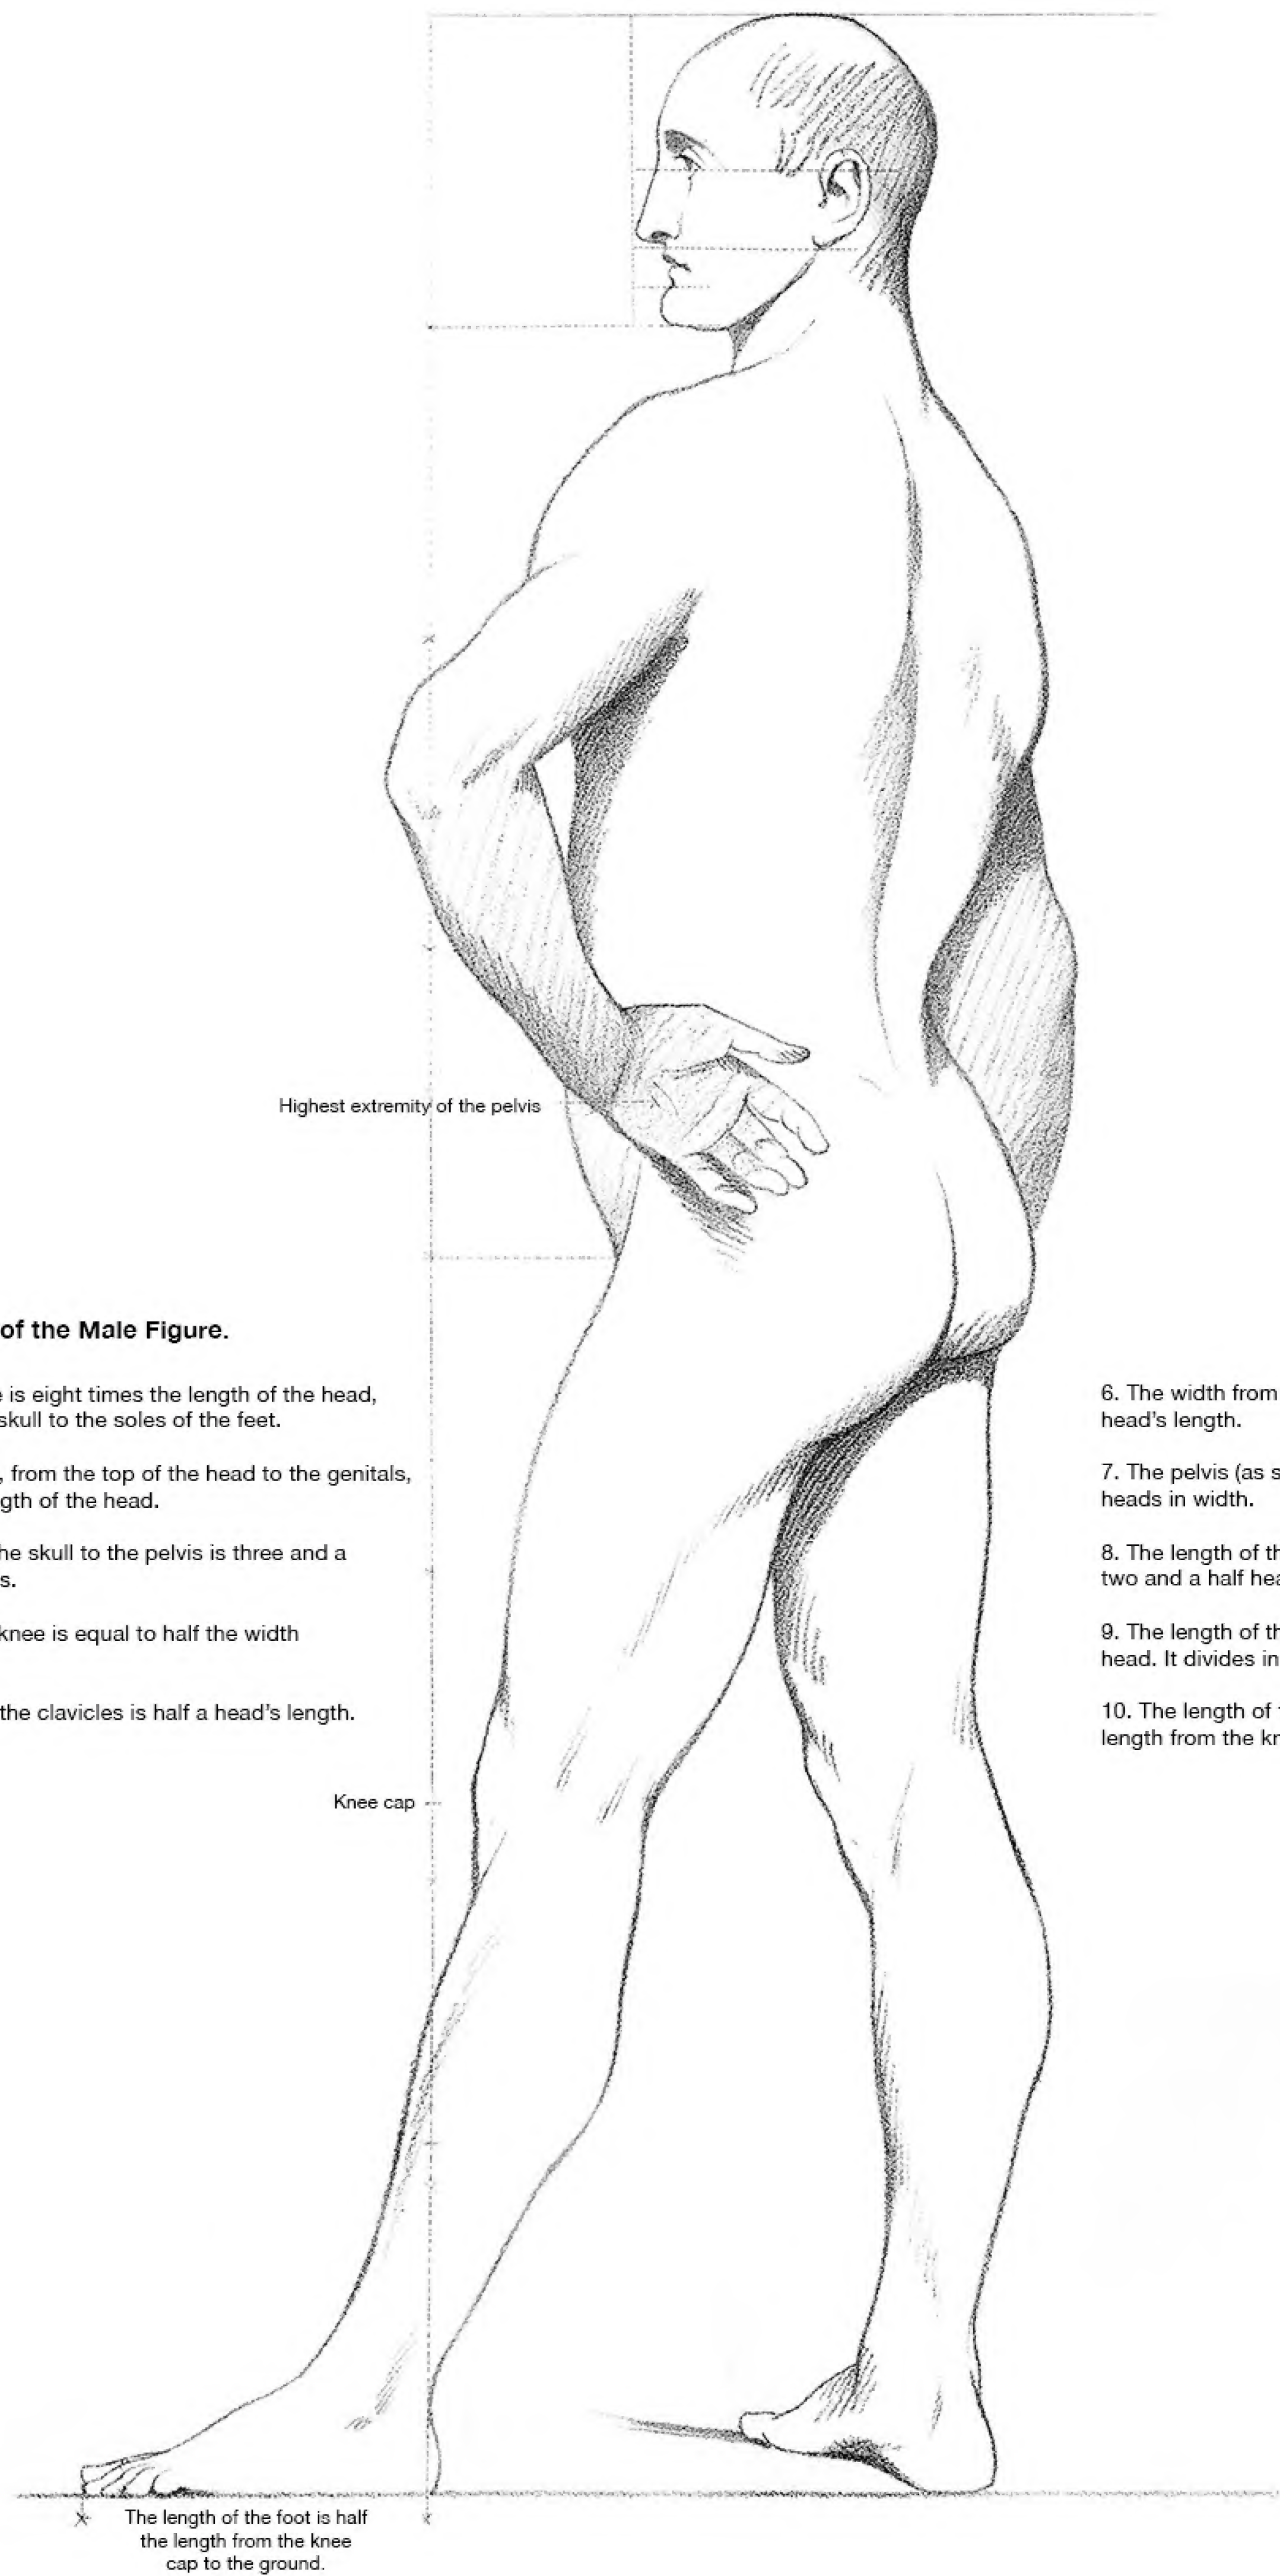 Highest extremity of the pelvis
of the Male Figure.
is eight times the length of the head,
skull to the soles of the feet.
, from the top of the head to the genitals,
gth of the head.
he skull to the pelvis is three and a
s.
knee is equal to half the width
the clavicles is half a head’s length.
Knee cap
6. The width from
head’s length.
7. The pelvis (as s
heads in width.
8. The length of th
two and a half hea
9. The length of th
head. It divides in
10. The length of
length from the kn
The length of the foot is half
the length from the knee
cap to the ground.